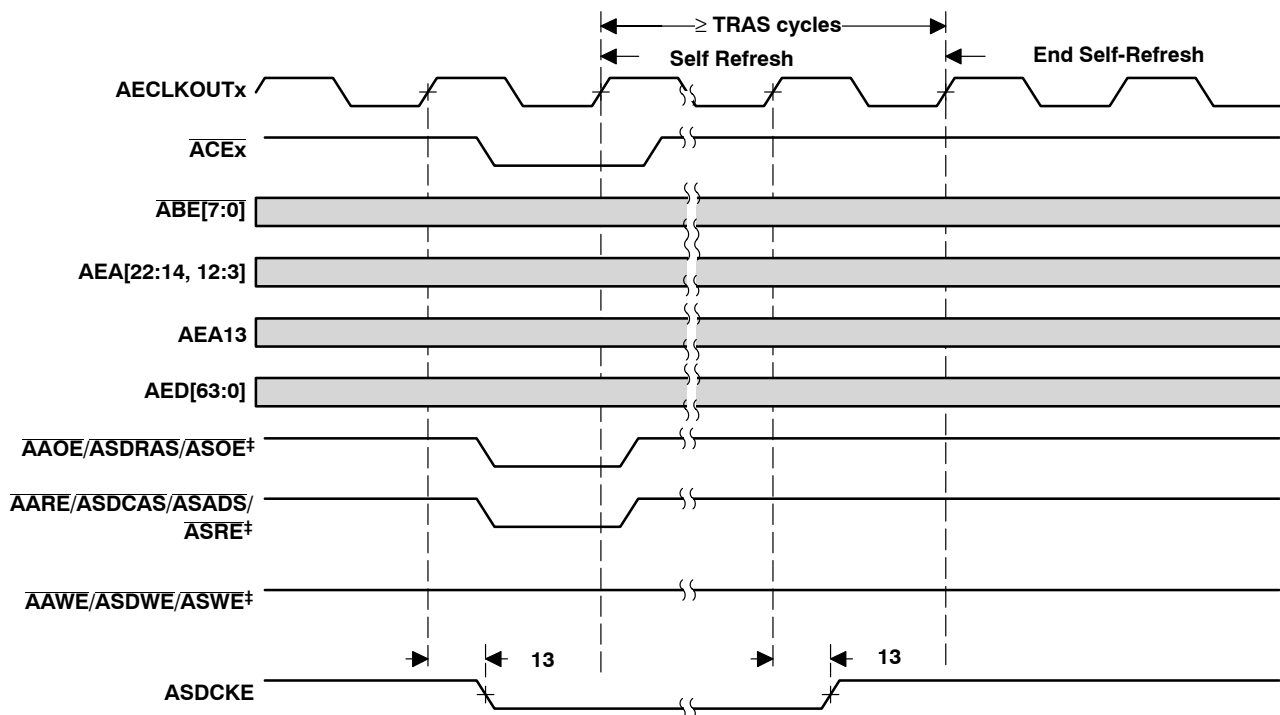 ≥ TRAS cycles
Self Refresh
End Self-Refresh
AECLKOUTx
ACEx
ABE[7:0]
AEA[22:14, 12:3]
AEA13
AED[63:0]
AAOE/ASDRAS/ASOE‡
AARE/ASDCAS/ASADS/
ASRE‡
AAWE/ASDWE/ASWE‡
13
13
ASDCKE